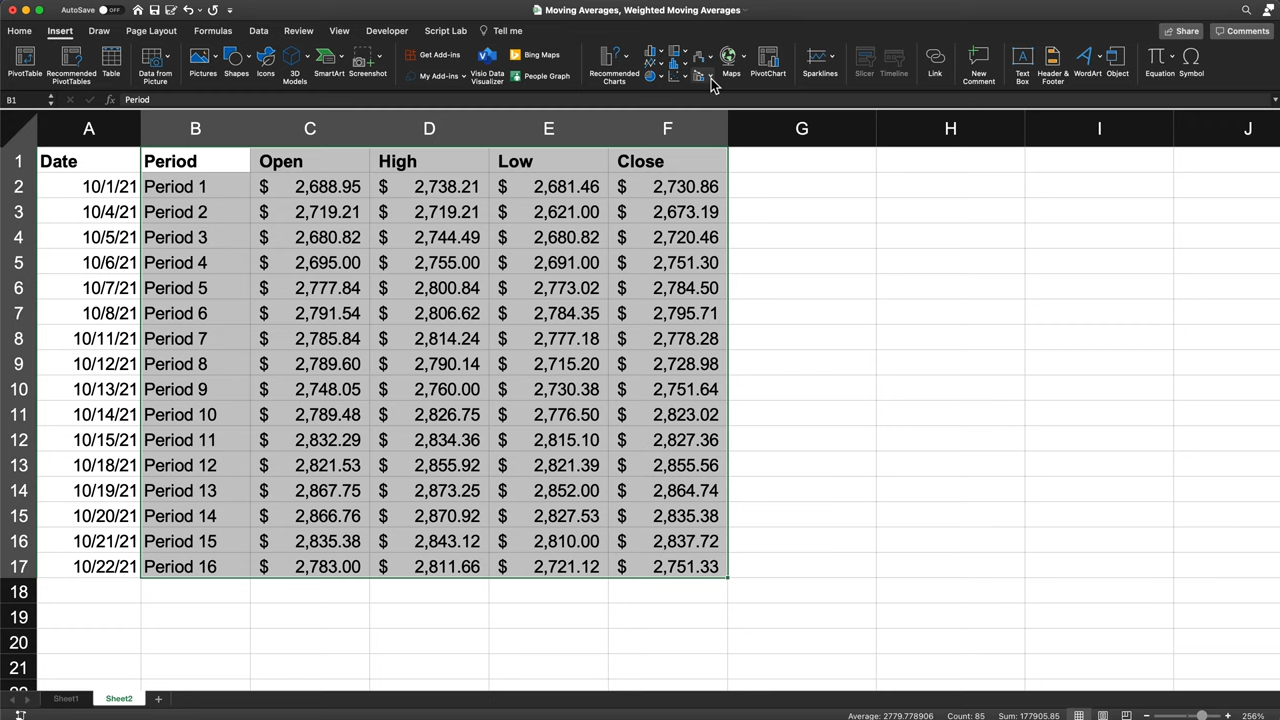 AutoSave OFF
Moving Averages, Weighted Moving Averages
Home Insert Draw Page Layout Formulas Data Review View Developer Script Lab Tell me
Share Comments
PivotTable Recommended PivotTables Table Data from Picture Pictures Shapes Icons 3D Models SmartArt Screenshot
Get Add-ins
My Add-ins
Visio Data Visualizer
Bing Maps
People Graph
Recommended Charts Maps PivotChart Sparklines Slicer Timeline Link New Comment Text Box Header & Footer WordArt Object Equation Symbol
B1 fx Period
A B C D E F G H I J
1 Date Period Open High Low Close
2 10/1/21 Period 1 $ 2,688.95 $ 2,738.21 $ 2,681.46 $ 2,730.86
3 10/4/21 Period 2 $ 2,719.21 $ 2,719.21 $ 2,621.00 $ 2,673.19
4 10/5/21 Period 3 $ 2,680.82 $ 2,744.49 $ 2,680.82 $ 2,720.46
5 10/6/21 Period 4 $ 2,695.00 $ 2,755.00 $ 2,691.00 $ 2,751.30
6 10/7/21 Period 5 $ 2,777.84 $ 2,800.84 $ 2,773.02 $ 2,784.50
7 10/8/21 Period 6 $ 2,791.54 $ 2,806.62 $ 2,784.35 $ 2,795.71
8 10/11/21 Period 7 $ 2,785.84 $ 2,814.24 $ 2,777.18 $ 2,778.28
9 10/12/21 Period 8 $ 2,789.60 $ 2,790.14 $ 2,715.20 $ 2,728.98
10 10/13/21 Period 9 $ 2,748.05 $ 2,760.00 $ 2,730.38 $ 2,751.64
11 10/14/21 Period 10 $ 2,789.48 $ 2,826.75 $ 2,776.50 $ 2,823.02
12 10/15/21 Period 11 $ 2,832.29 $ 2,834.36 $ 2,815.10 $ 2,827.36
13 10/18/21 Period 12 $ 2,821.53 $ 2,855.92 $ 2,821.39 $ 2,855.56
14 10/19/21 Period 13 $ 2,867.75 $ 2,873.25 $ 2,852.00 $ 2,864.74
15 10/20/21 Period 14 $ 2,866.76 $ 2,870.92 $ 2,827.53 $ 2,835.38
16 10/21/21 Period 15 $ 2,835.38 $ 2,843.12 $ 2,810.00 $ 2,837.72
17 10/22/21 Period 16 $ 2,783.00 $ 2,811.66 $ 2,721.12 $ 2,751.33
18
19
20
21
Sheet1 Sheet2 +
Average: 2779.778906 Count: 85 Sum: 177905.85 256%